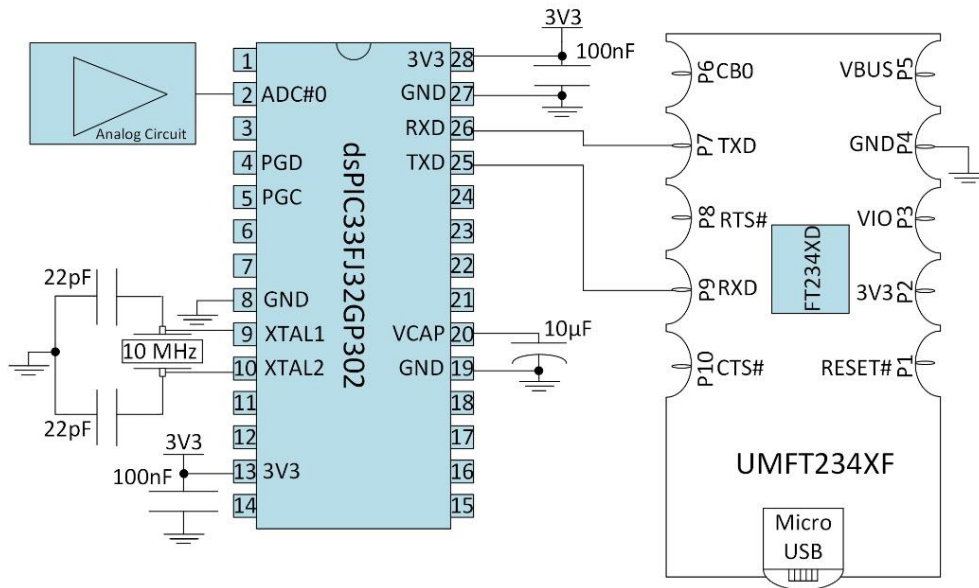 Analog Circuit
dsPIC33FJ32GP302
1
2 ADC#0
3
4 PGD
5 PGC
6
7
8 GND
9 XTAL1
10 XTAL2
11
12
13 3V3
14
3V3 28
GND 27
RXD 26
TXD 25
24
23
22
21
VCAP 20
GND 19
18
17
16
15
22pF
10 MHz
22pF
3V3
100nF
3V3
100nF
10µF
P6 CB0
P7 TXD
P8 RTS#
P9 RXD
P10 CTS#
VBUS P5
GND P4
VIO P3
3V3 P2
RESET# P1
FT234XD
UMFT234XF
Micro
USB